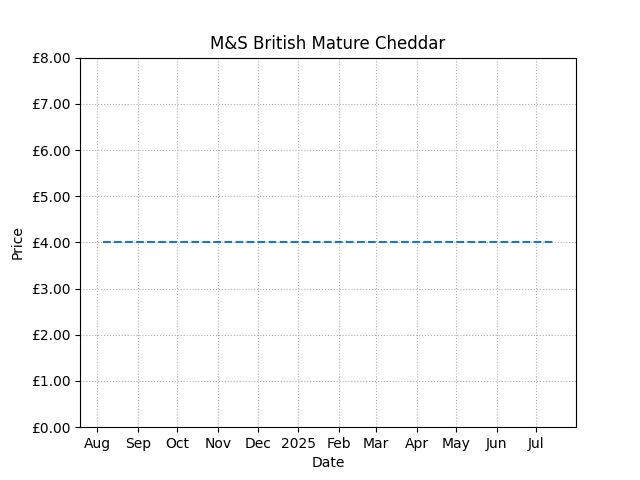 M&S British Mature Cheddar
£8.00
£7.00
£6.00
£5.00
£4.00
£3.00
£2.00
£1.00
£0.00
Price
Aug Sep Oct Nov Dec 2025 Feb Mar Apr May Jun Jul
Date